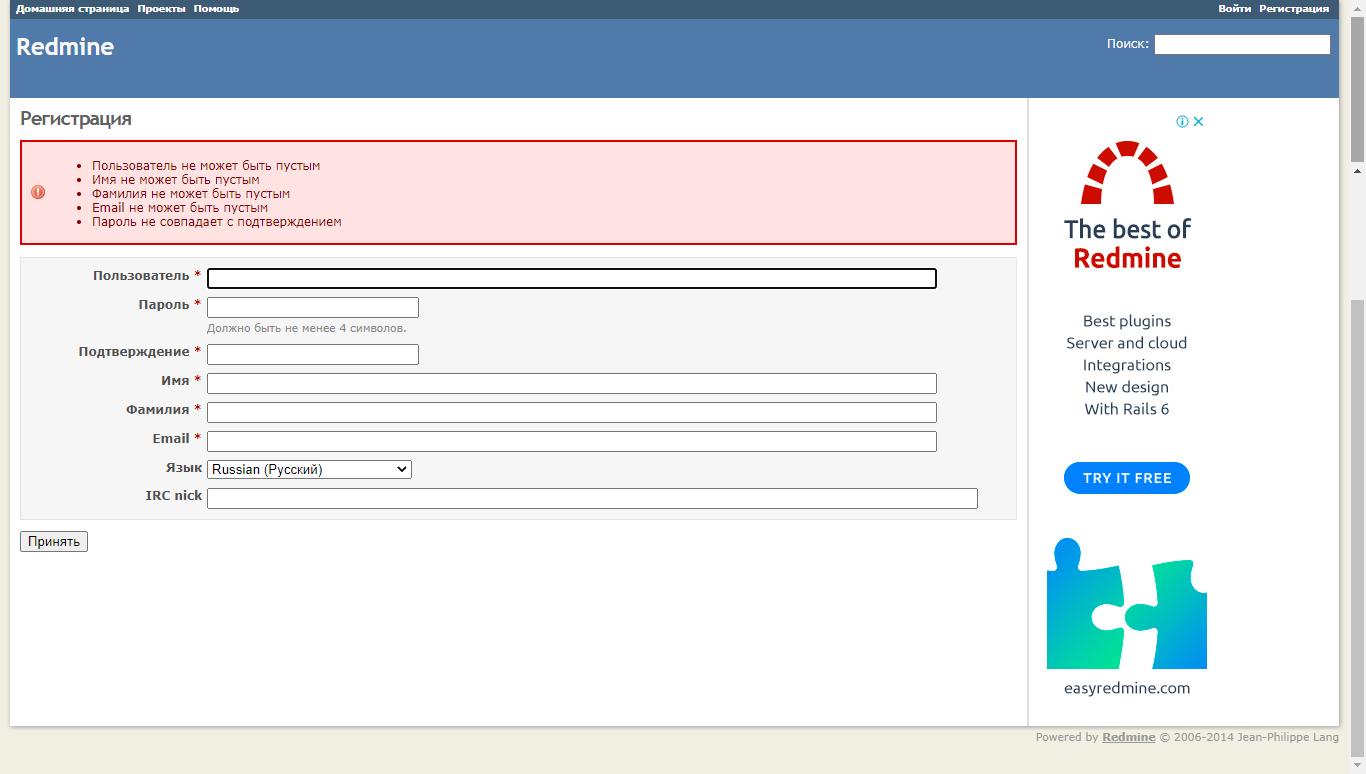 Домашняя страница Проекты Помощь
Войти Регистрация
Redmine
Поиск:
Регистрация
Пользователь не может быть пустым
Имя не может быть пустым
Фамилия не может быть пустым
Email не может быть пустым
Пароль не совпадает с подтверждением
Пользователь *
Пароль *
Должно быть не менее 4 символов.
Подтверждение *
Имя *
Фамилия *
Email *
Язык Russian (Русский)
IRC nick
Принять
The best of
Redmine
Best plugins
Server and cloud
Integrations
New design
With Rails 6
TRY IT FREE
easyredmine.com
Powered by Redmine © 2006-2014 Jean-Philippe Lang